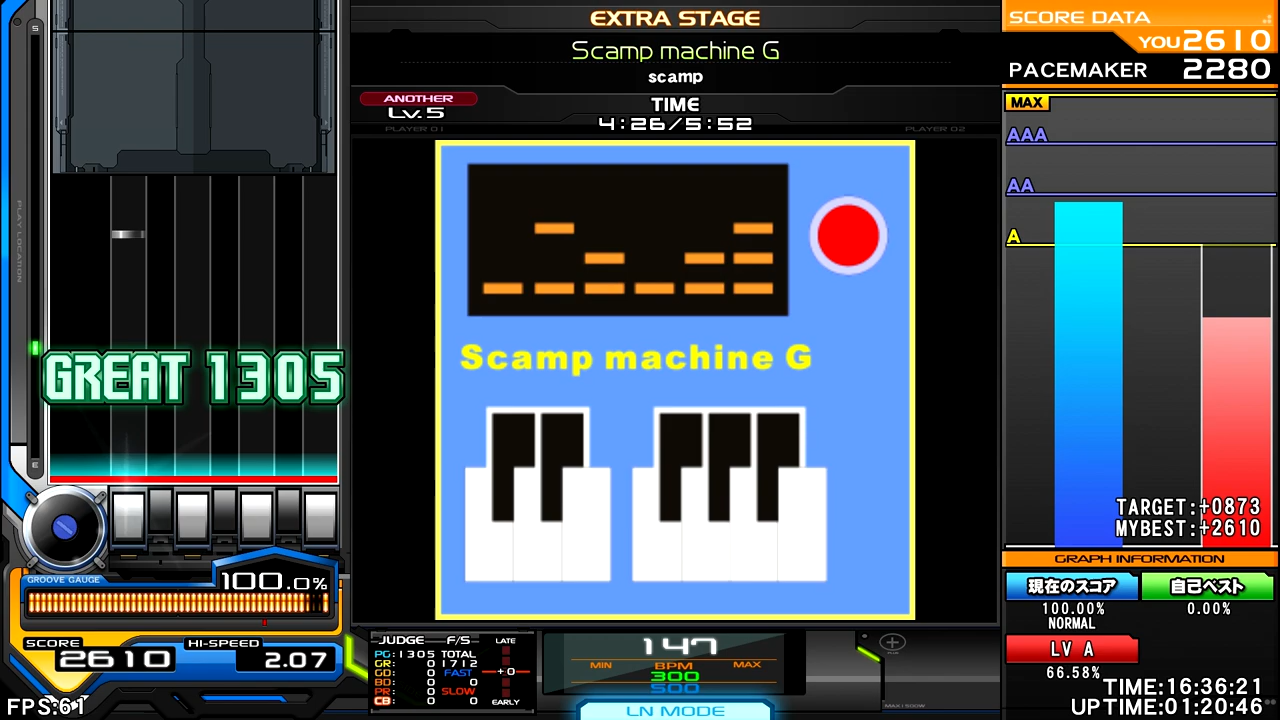 EXTRA STAGE
Scamp machine G
scamp
ANOTHER
Lv.5
TIME
4:26/5:52
PLAYER 01
PLAYER 02
S
PLAY LOCATION
GREAT 1305
E
Scamp machine G
GROOVE GAUGE
100.0%
SCORE
2610
HI-SPEED
2.07
FPS:61
JUDGE F/S LATE
PG:1305 TOTAL
GR: 0 1712
GD: 0 FAST +0
BD: 0 0
PR: 0 SLOW
CB: 0 0 EARLY
147
MIN BPM MAX
300
500
LN MODE
SCORE DATA
YOU 2610
PACEMAKER 2280
MAX
AAA
AA
A
TARGET:+0873
MYBEST:+2610
GRAPH INFORMATION
現在のスコア 自己ベスト
100.00% 0.00%
NORMAL
LV A
66.58%
TIME:16:36:21
UP TIME:01:20:46